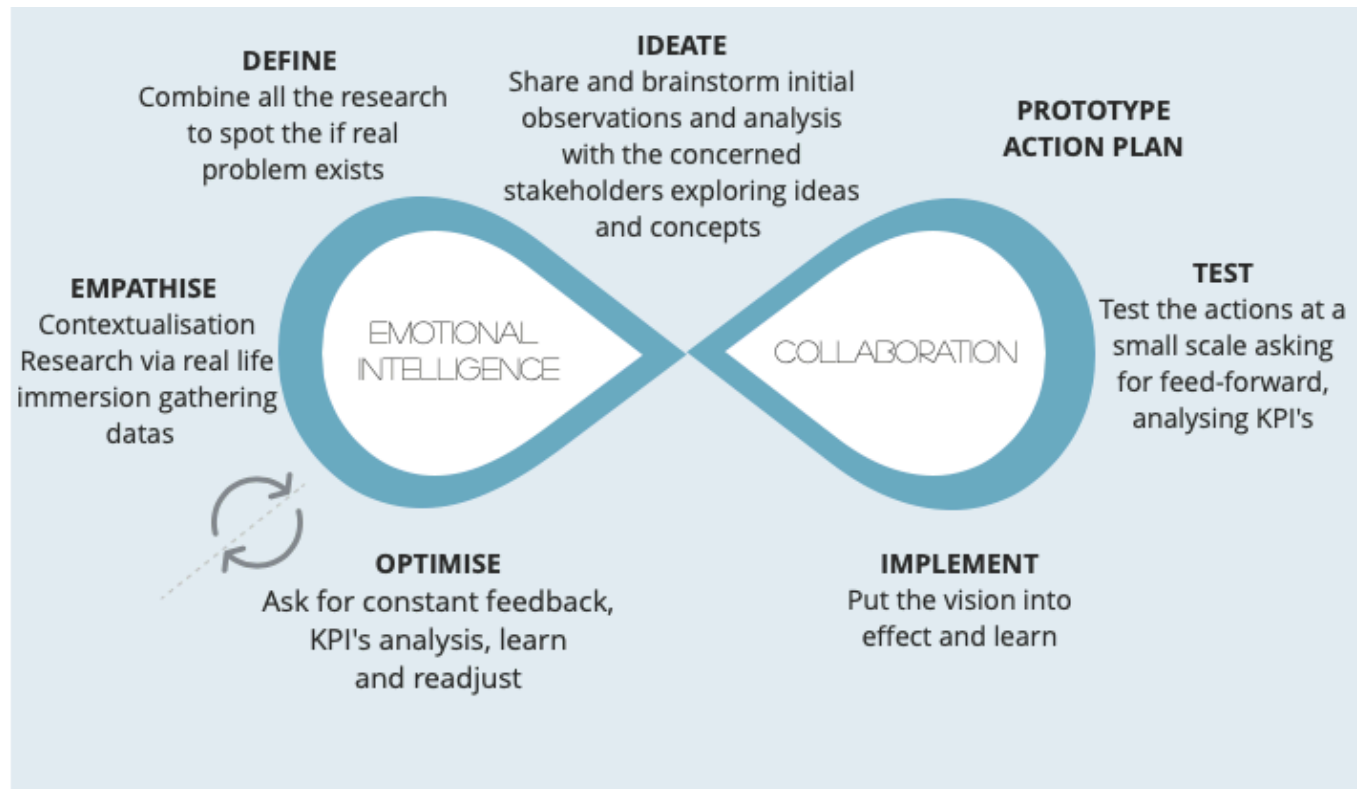 DEFINE
Combine all the research
to spot the if real
problem exists
IDEATE
Share and brainstorm initial
observations and analysis
with the concerned
stakeholders exploring ideas
and concepts
PROTOTYPE
ACTION PLAN
EMPATHISE
Contextualisation
Research via real life
immersion gathering
datas
EMOTIONAL
INTELLIGENCE
COLLABORATION
TEST
Test the actions at a
small scale asking
for feed-forward,
analysing KPI's
OPTIMISE
Ask for constant feedback,
KPI's analysis, learn
and readjust
IMPLEMENT
Put the vision into
effect and learn